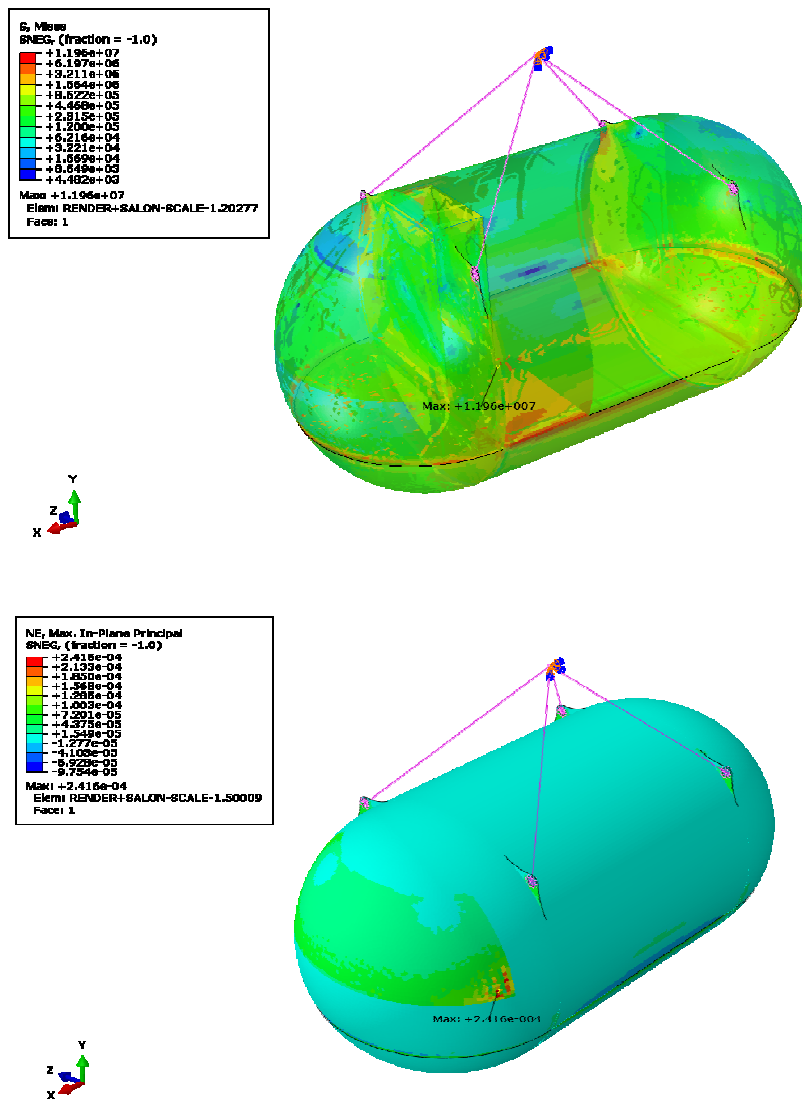 S, Mises
SNEG, (fraction = -1.0)
+1.196e+07
+6.197e+06
+3.211e+06
+1.664e+06
+8.622e+05
+4.468e+05
+2.315e+05
+1.200e+05
+6.216e+04
+3.221e+04
+1.669e+04
+8.649e+03
+4.482e+03
Max: +1.196e+07
Elem: RENDER+SALON-SCALE-1.20277
Face: 1
Max: +1.196e+007
Y
Z
X
NE, Max. In-Plane Principal
SNEG, (fraction = -1.0)
+2.416e-04
+2.133e-04
+1.850e-04
+1.568e-04
+1.285e-04
+1.003e-04
+7.201e-05
+4.375e-05
+1.549e-05
-1.277e-05
-4.103e-05
-6.928e-05
-9.754e-05
Max: +2.416e-04
Elem: RENDER+SALON-SCALE-1.50009
Face: 1
Max: +2.416e-004
Y
Z
X